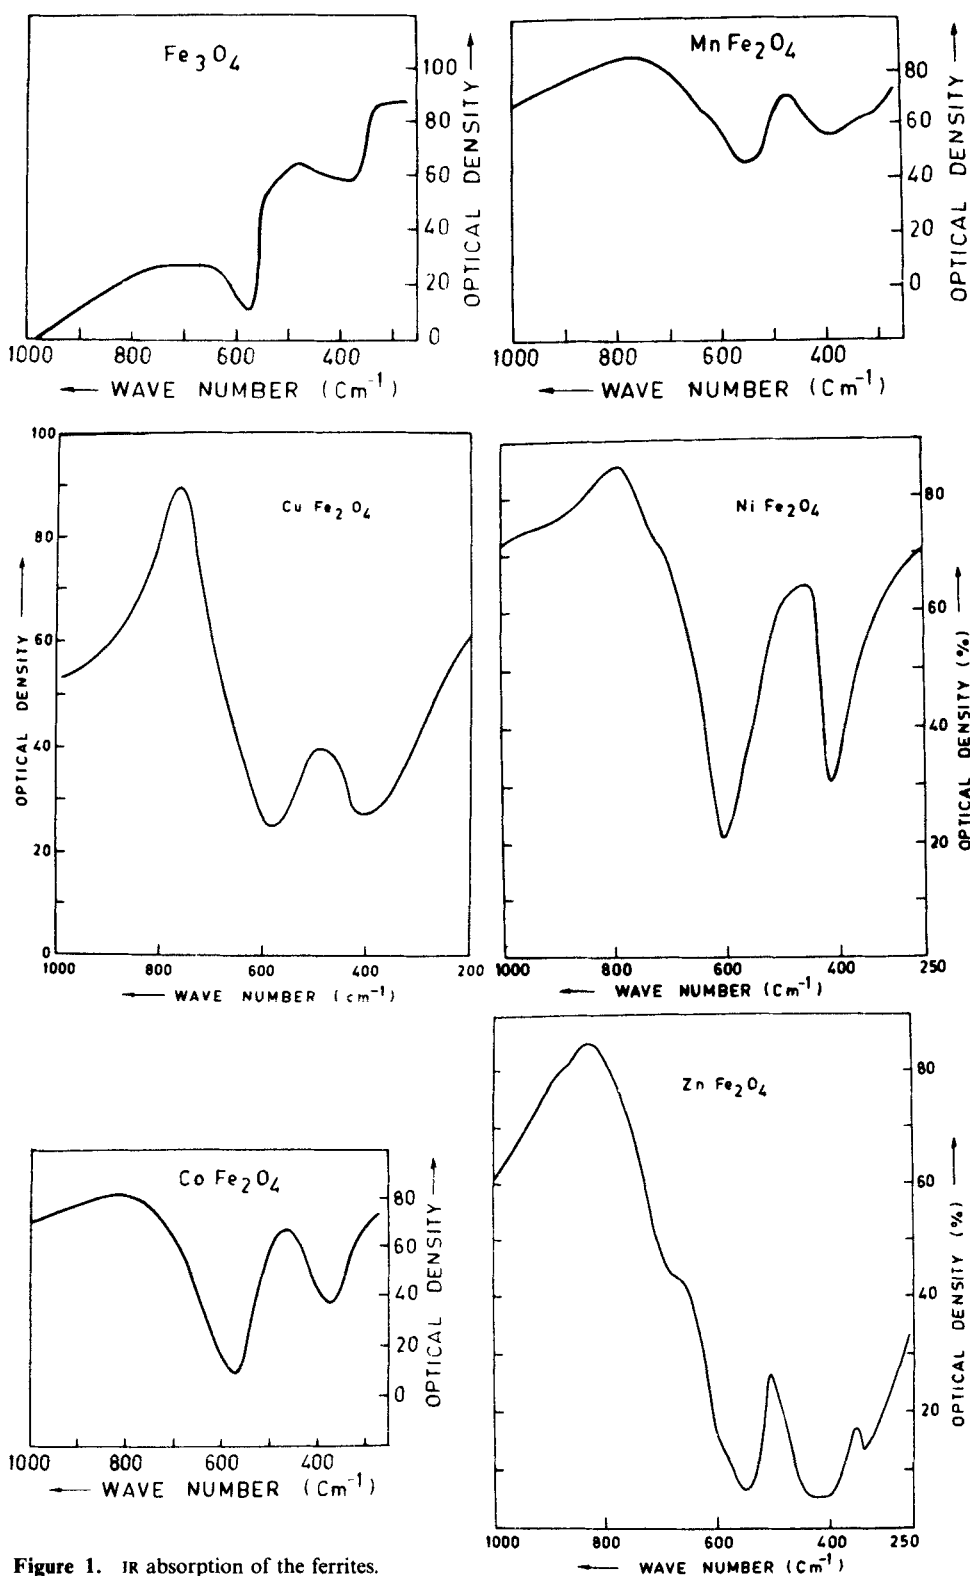 Fe3O4
100
80
60
40
20
0
OPTICAL DENSITY
1000 800 600 400
WAVE NUMBER (Cm-1)
MnFe2O4
80
60
40
20
0
OPTICAL DENSITY
1000 800 600 400
WAVE NUMBER (Cm-1)
100
80
60
40
20
0
OPTICAL DENSITY
Cu Fe2O4
1000 800 600 400 200
WAVE NUMBER (cm-1)
Ni Fe2O4
80
60
40
20
OPTICAL DENSITY (%)
1000 800 600 400 250
WAVE NUMBER (Cm-1)
Co Fe2O4
80
60
40
20
0
OPTICAL DENSITY
1000 800 600 400
WAVE NUMBER (Cm-1)
Zn Fe2O4
80
60
40
20
OPTICAL DENSITY (%)
1000 800 600 400 250
WAVE NUMBER (Cm-1)
Figure 1. IR absorption of the ferrites.